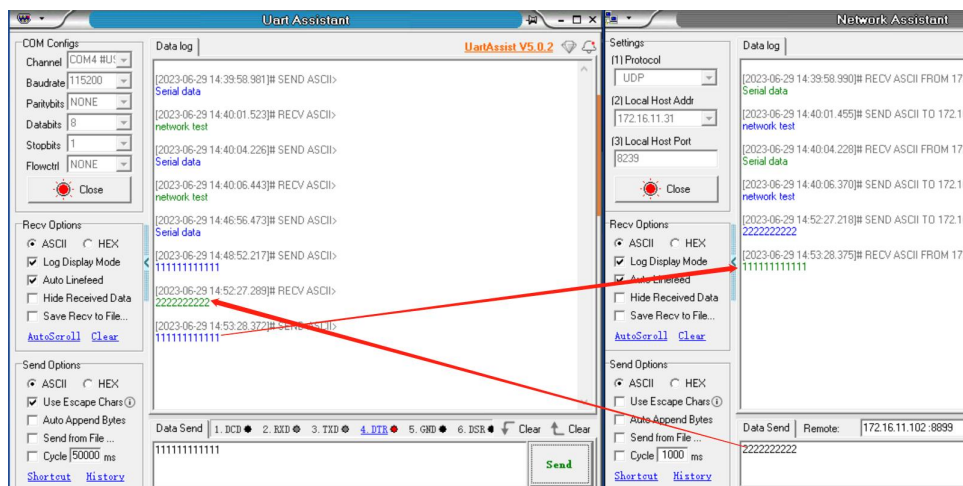 Uart Assistant
COM Configs
Channel COM4 #US
Baudrate 115200
Paritybits NONE
Databits 8
Stopbits 1
Flowctrl NONE
Close
Recv Options
ASCII HEX
Log Display Mode
Auto Linefeed
Hide Received Data
Save Recv to File...
AutoScroll Clear
Send Options
ASCII HEX
Use Escape Chars
Auto Append Bytes
Send from File ...
Cycle 50000 ms
Shortcut History
Data log UartAssist V5.0.2
[2023-06-29 14:39:58.981]# SEND ASCII>
Serial data
[2023-06-29 14:40:01.523]# RECV ASCII>
network test
[2023-06-29 14:40:04.226]# SEND ASCII>
Serial data
[2023-06-29 14:40:06.443]# RECV ASCII>
network test
[2023-06-29 14:46:56.473]# SEND ASCII>
Serial data
[2023-06-29 14:48:52.217]# SEND ASCII>
111111111111
[2023-06-29 14:52:27.289]# RECV ASCII>
2222222222
[2023-06-29 14:53:28.372]# SEND ASCII>
111111111111
Data Send 1. DCD 2. RXD 3. TXD 4. DTR 5. GND 6. DSR Clear Clear
111111111111
Send
Network Assistant
Settings
(1) Protocol
UDP
(2) Local Host Addr
172.16.11.31
(3) Local Host Port
8239
Close
Recv Options
ASCII HEX
Log Display Mode
Auto Linefeed
Hide Received Data
Save Recv to File...
AutoScroll Clear
Send Options
ASCII HEX
Use Escape Chars
Auto Append Bytes
Send from File ...
Cycle 1000 ms
Shortcut History
Data log
[2023-06-29 14:39:58.990]# RECV ASCII FROM 17
Serial data
[2023-06-29 14:40:01.455]# SEND ASCII TO 172.1
network test
[2023-06-29 14:40:04.228]# RECV ASCII FROM 17
Serial data
[2023-06-29 14:40:06.370]# SEND ASCII TO 172.1
network test
[2023-06-29 14:52:27.218]# SEND ASCII TO 172.1
2222222222
[2023-06-29 14:53:28.375]# RECV ASCII FROM 17
111111111111
Data Send Remote: 172.16.11.102 :8899
2222222222